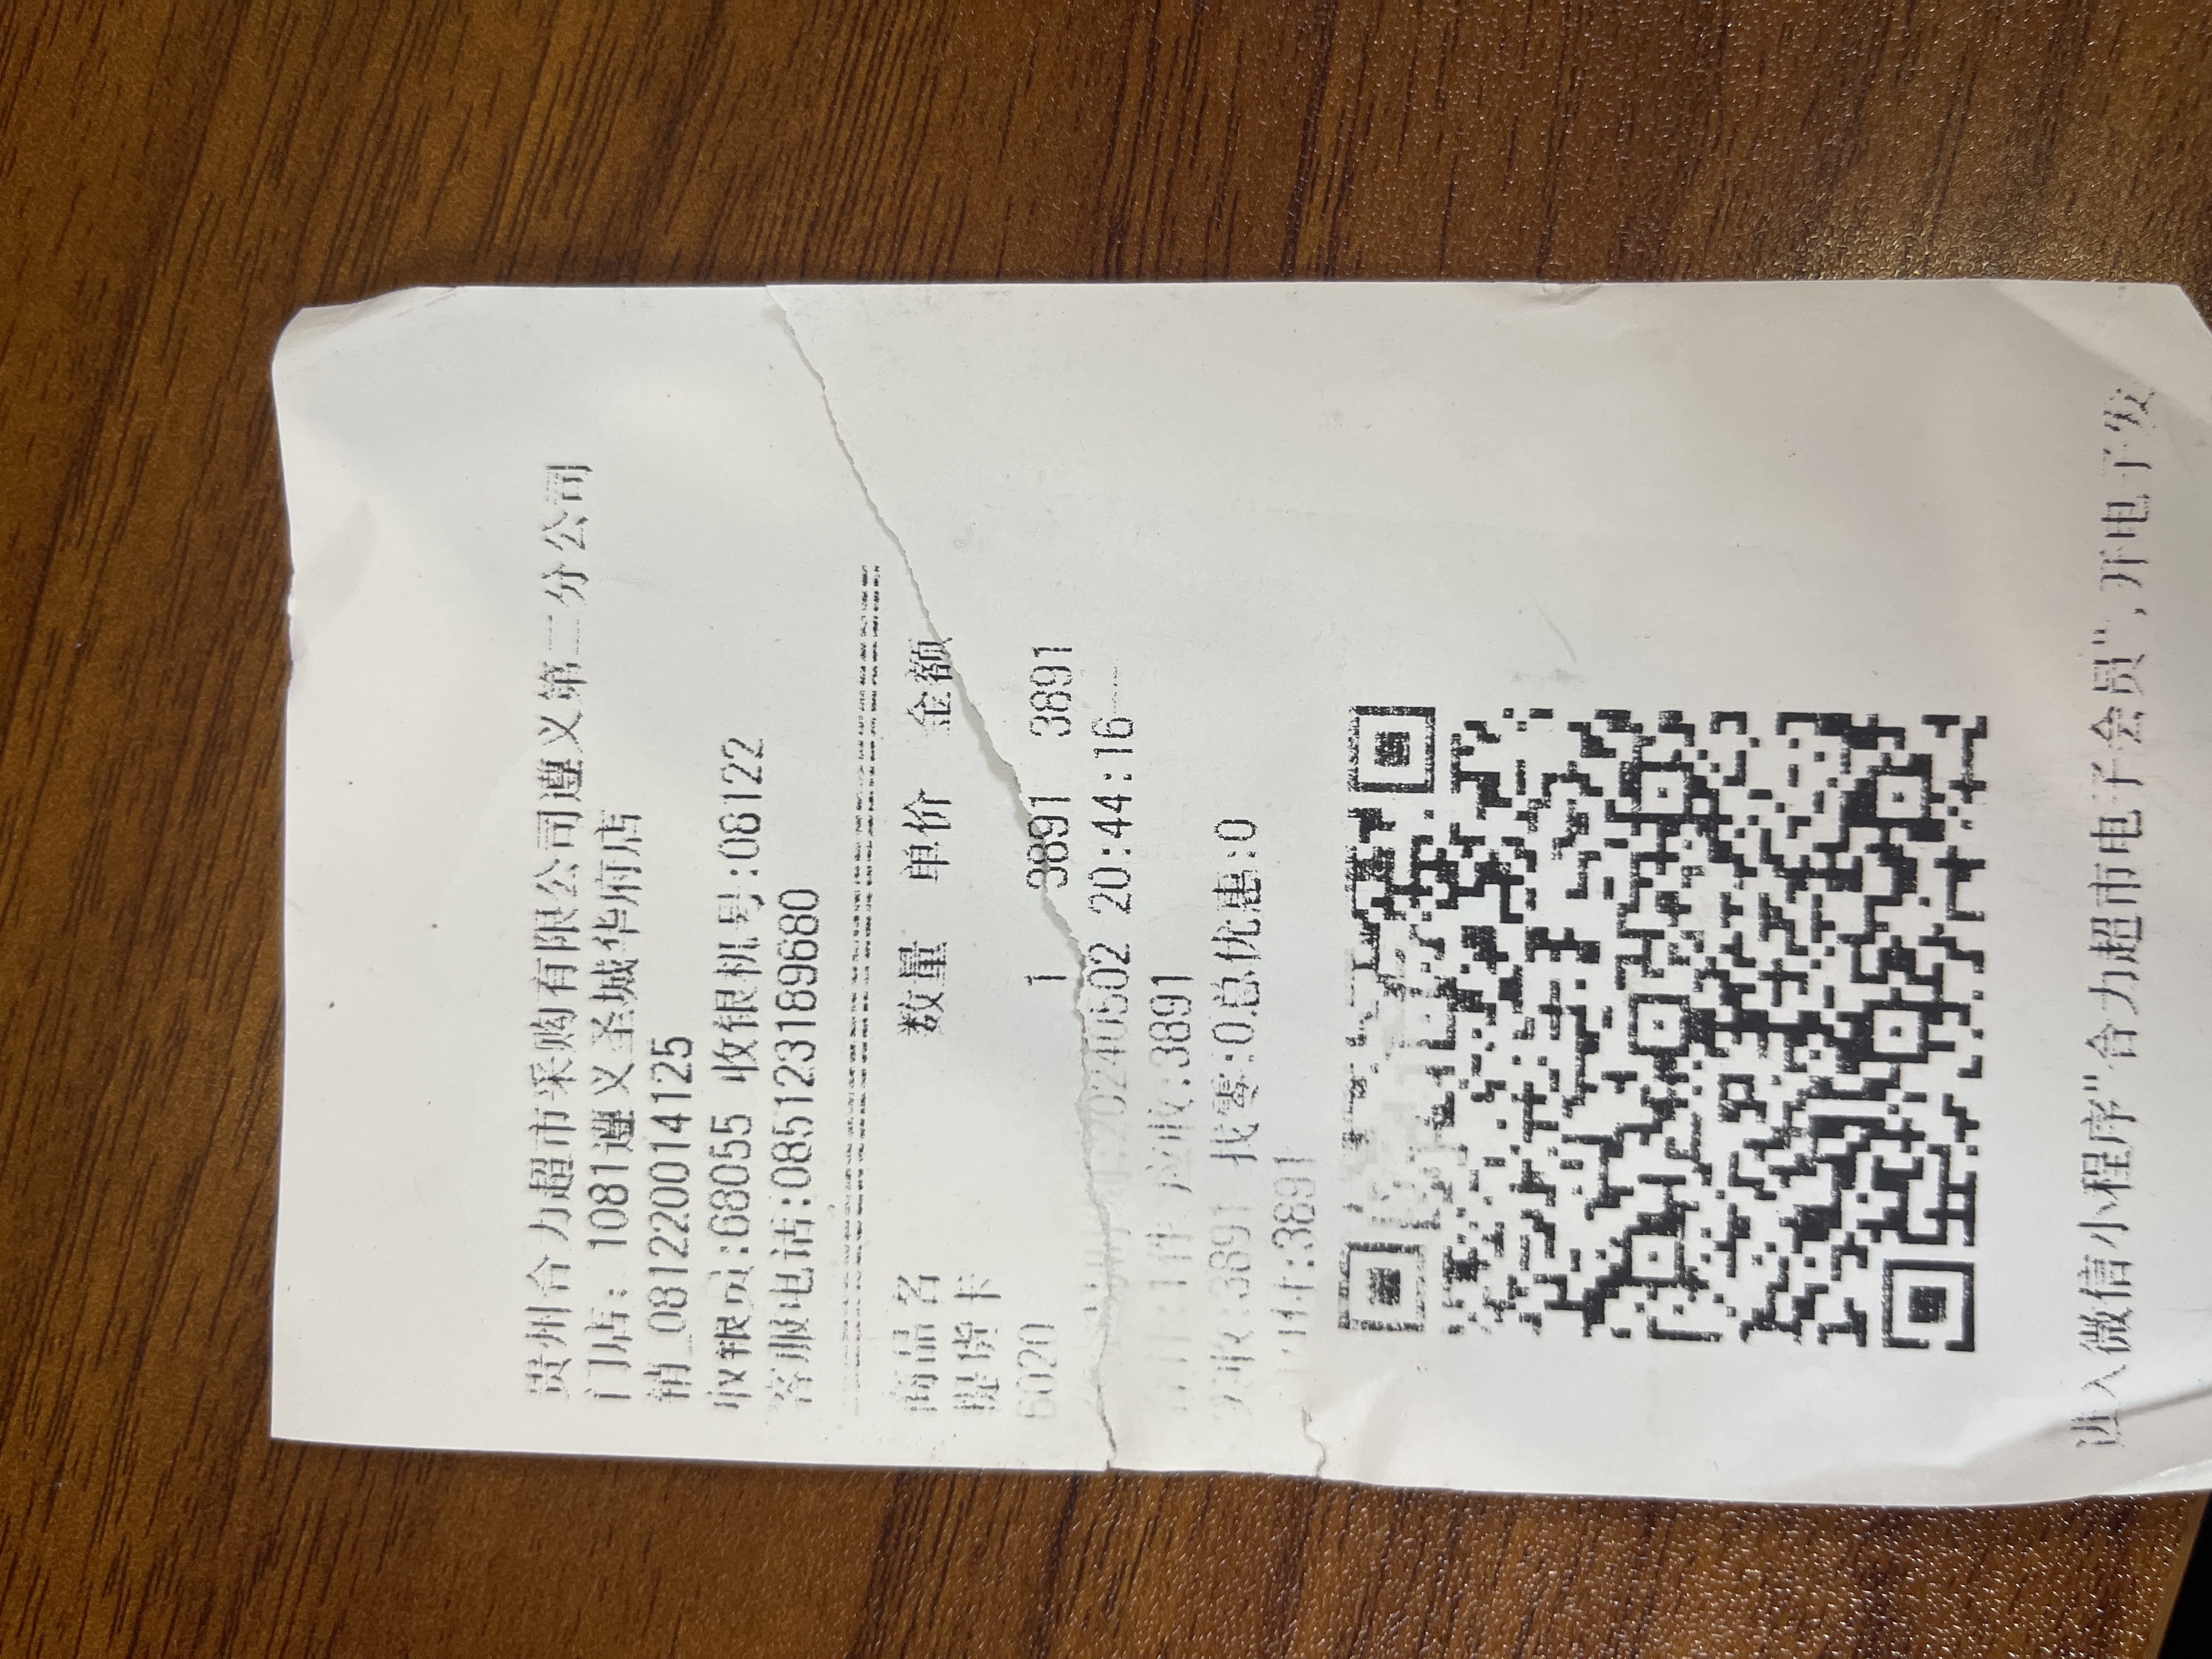 贵州合力超市采购有限公司遵义第二分公司
门店: 1081遵义圣城华府店
销_0812220014125
收银员:68055 收银机号:08122
客服电话:085123189680
商品名 数量 单价 金额
提货卡
6020 1 3891 3891
:20240502 20:44:16
应收:3891
实收:3891 找零:0总优惠:0
:3891
进入微信小程序"合力超市电子会员",开电子发